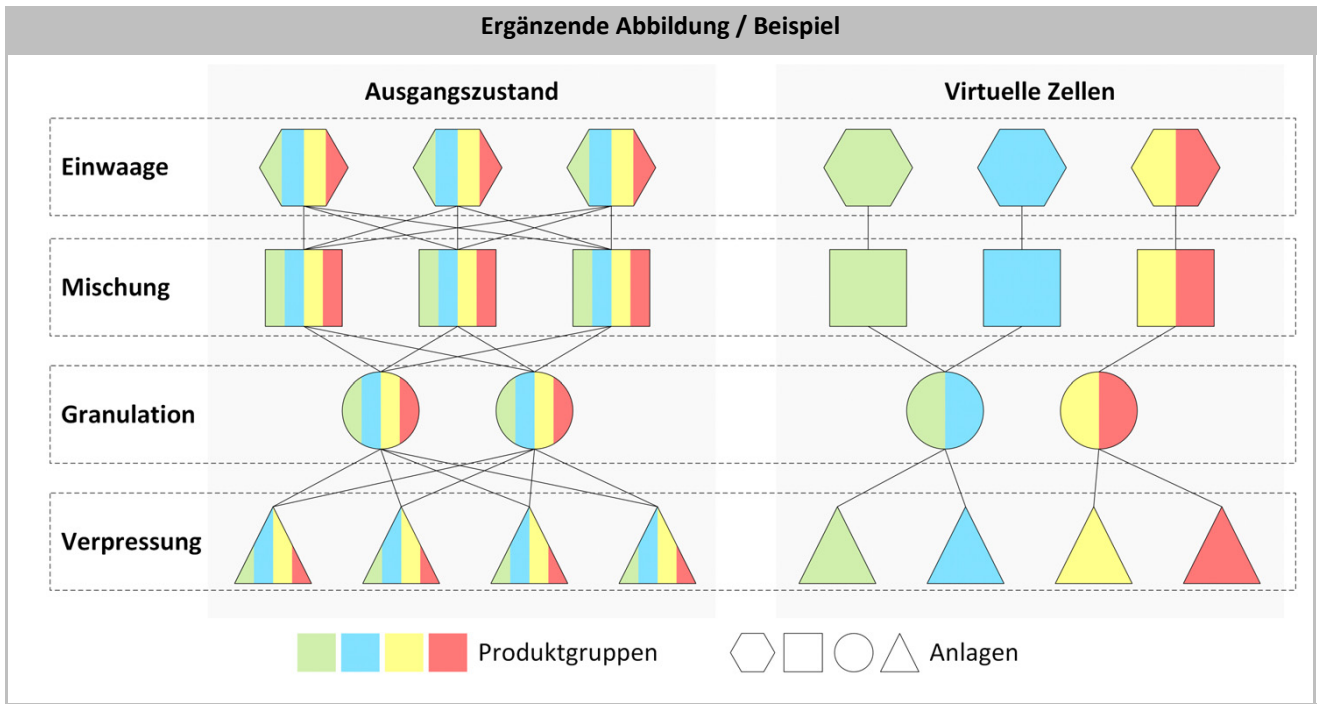 Ergänzende Abbildung / Beispiel
Ausgangszustand
Virtuelle Zellen
Einwaage
Mischung
Granulation
Verpressung
Produktgruppen
Anlagen